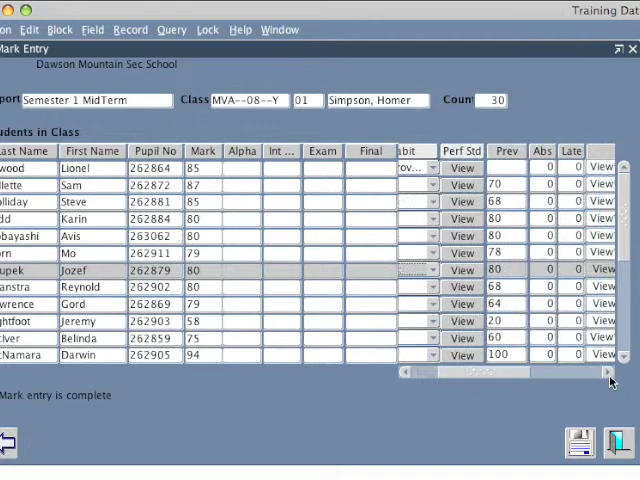 Training Dat
on Edit Block Field Record Query Lock Help Window
Mark Entry
Dawson Mountain Sec School
port Semester 1 MidTerm Class MVA--08--Y 01 Simpson, Homer Coun 30
udents in Class
Last Name First Name Pupil No Mark Alpha Int ... Exam Final abit Perf Std Prev Abs Late
wood Lionel 262864 85 rov... View 0 0 View
lette Sam 262872 87 View 70 0 0 View
olliday Steve 262881 85 View 68 0 0 View
dd Karin 262884 80 View 80 0 0 View
obayashi Avis 263062 80 View 80 0 0 View
orn Mo 262911 79 View 78 0 0 View
upek Jozef 262879 80 View 80 0 0 View
anstra Reynold 262902 80 View 68 0 0 View
wrence Gord 262869 79 View 64 0 0 View
ghtfoot Jeremy 262903 58 View 20 0 0 View
cIver Belinda 262859 75 View 60 0 0 View
cNamara Darwin 262905 94 View 100 0 0 View
Mark entry is complete